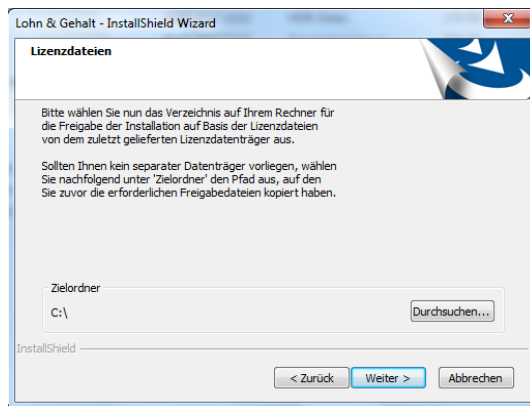 Lohn & Gehalt - InstallShield Wizard
Lizenzdateien
Bitte wählen Sie nun das Verzeichnis auf Ihrem Rechner für
die Freigabe der Installation auf Basis der Lizenzdateien
von dem zuletzt gelieferten Lizenzdatenträger aus.
Sollten Ihnen kein separater Datenträger vorliegen, wählen
Sie nachfolgend unter 'Zielordner' den Pfad aus, auf den
Sie zuvor die erforderlichen Freigabedateien kopiert haben.
Zielordner
C:\
Durchsuchen...
InstallShield
< Zurück
Weiter >
Abbrechen